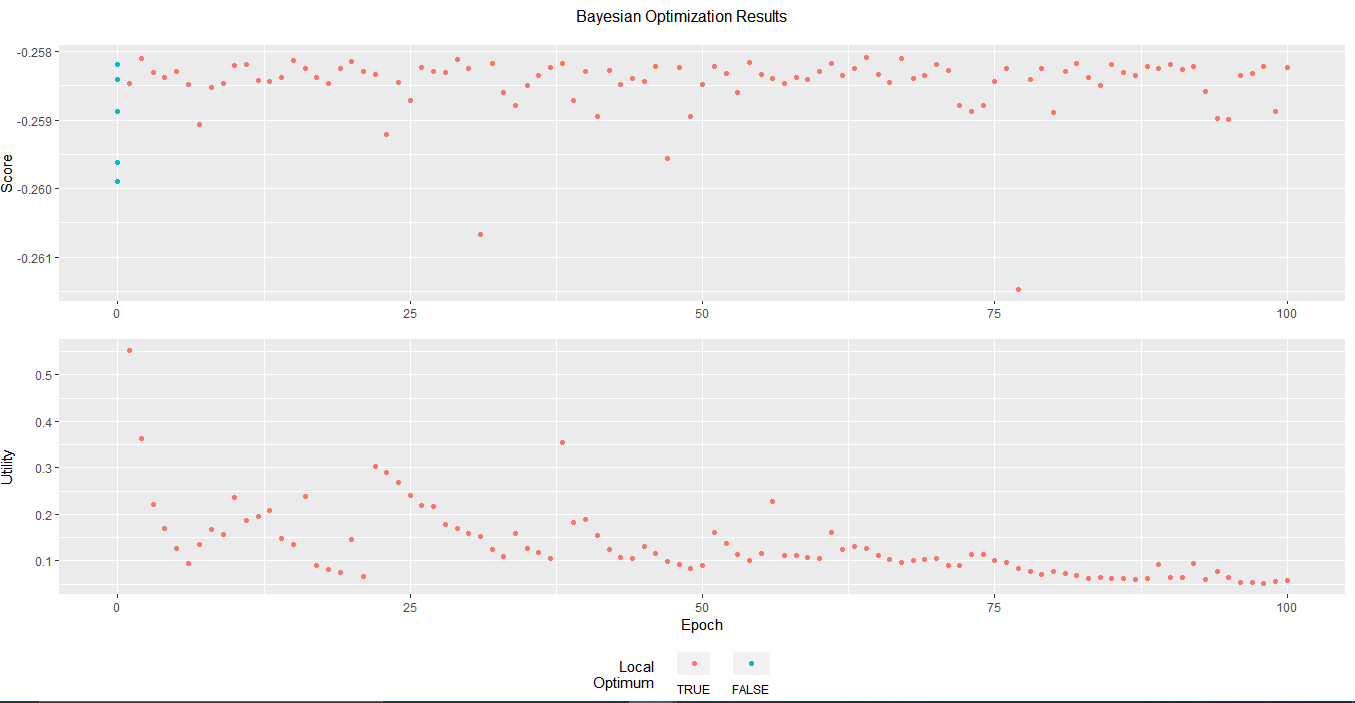 Bayesian Optimization Results
Score
-0.258
-0.259
-0.260
-0.261
0 25 50 75 100
Utility
0.5
0.4
0.3
0.2
0.1
0 25 50 75 100
Epoch
Local
Optimum
TRUE FALSE